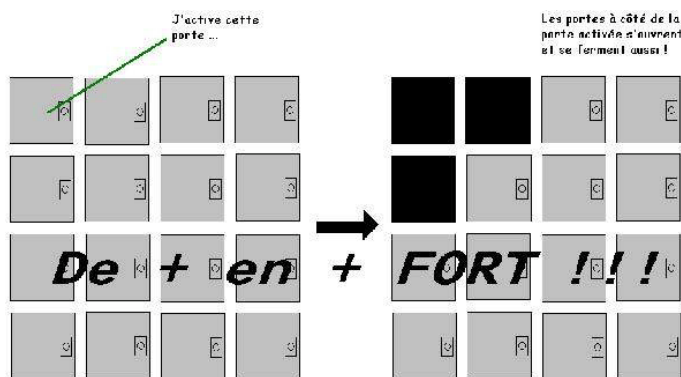 J'active cette
porte ...
Les portes à côté de la
porte activée s'ouvrent
et se ferment aussi !
De + en + FORT !!!